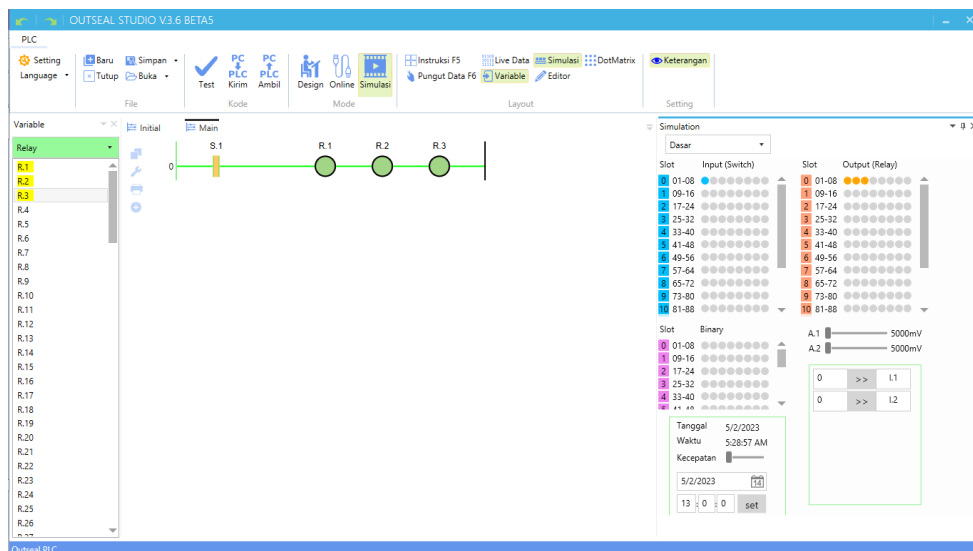 OUTSEAL STUDIO V.3.6 BETA5
PLC
Setting
Language
Baru
Simpan
Tutup
Buka
File
Test
PC
PLC
Kirim
PC
PLC
Ambil
Kode
Design
Online
Simulasi
Mode
Instruksi F5
Live Data
Simulasi
DotMatrix
Pungut Data F6
Variable
Editor
Layout
Keterangan
Setting
Variable
Relay
R.1
R.2
R.3
R.4
R.5
R.6
R.7
R.8
R.9
R.10
R.11
R.12
R.13
R.14
R.15
R.16
R.17
R.18
R.19
R.20
R.21
R.22
R.23
R.24
R.25
R.26
R.27
Initial
Main
S.1 R.1 R.2 R.3
0
Simulation
Dasar
Slot Input (Switch)
0 01-08
1 09-16
2 17-24
3 25-32
4 33-40
5 41-48
6 49-56
7 57-64
8 65-72
9 73-80
10 81-88
Slot Output (Relay)
0 01-08
1 09-16
2 17-24
3 25-32
4 33-40
5 41-48
6 49-56
7 57-64
8 65-72
9 73-80
10 81-88
Slot Binary
0 01-08
1 09-16
2 17-24
3 25-32
4 33-40
5 41-48
A.1 5000mV
A.2 5000mV
0 >> I.1
0 >> I.2
Tanggal 5/2/2023
Waktu 5:28:57 AM
Kecepatan
5/2/2023 14
13 : 0 : 0 set
Outseal PLC